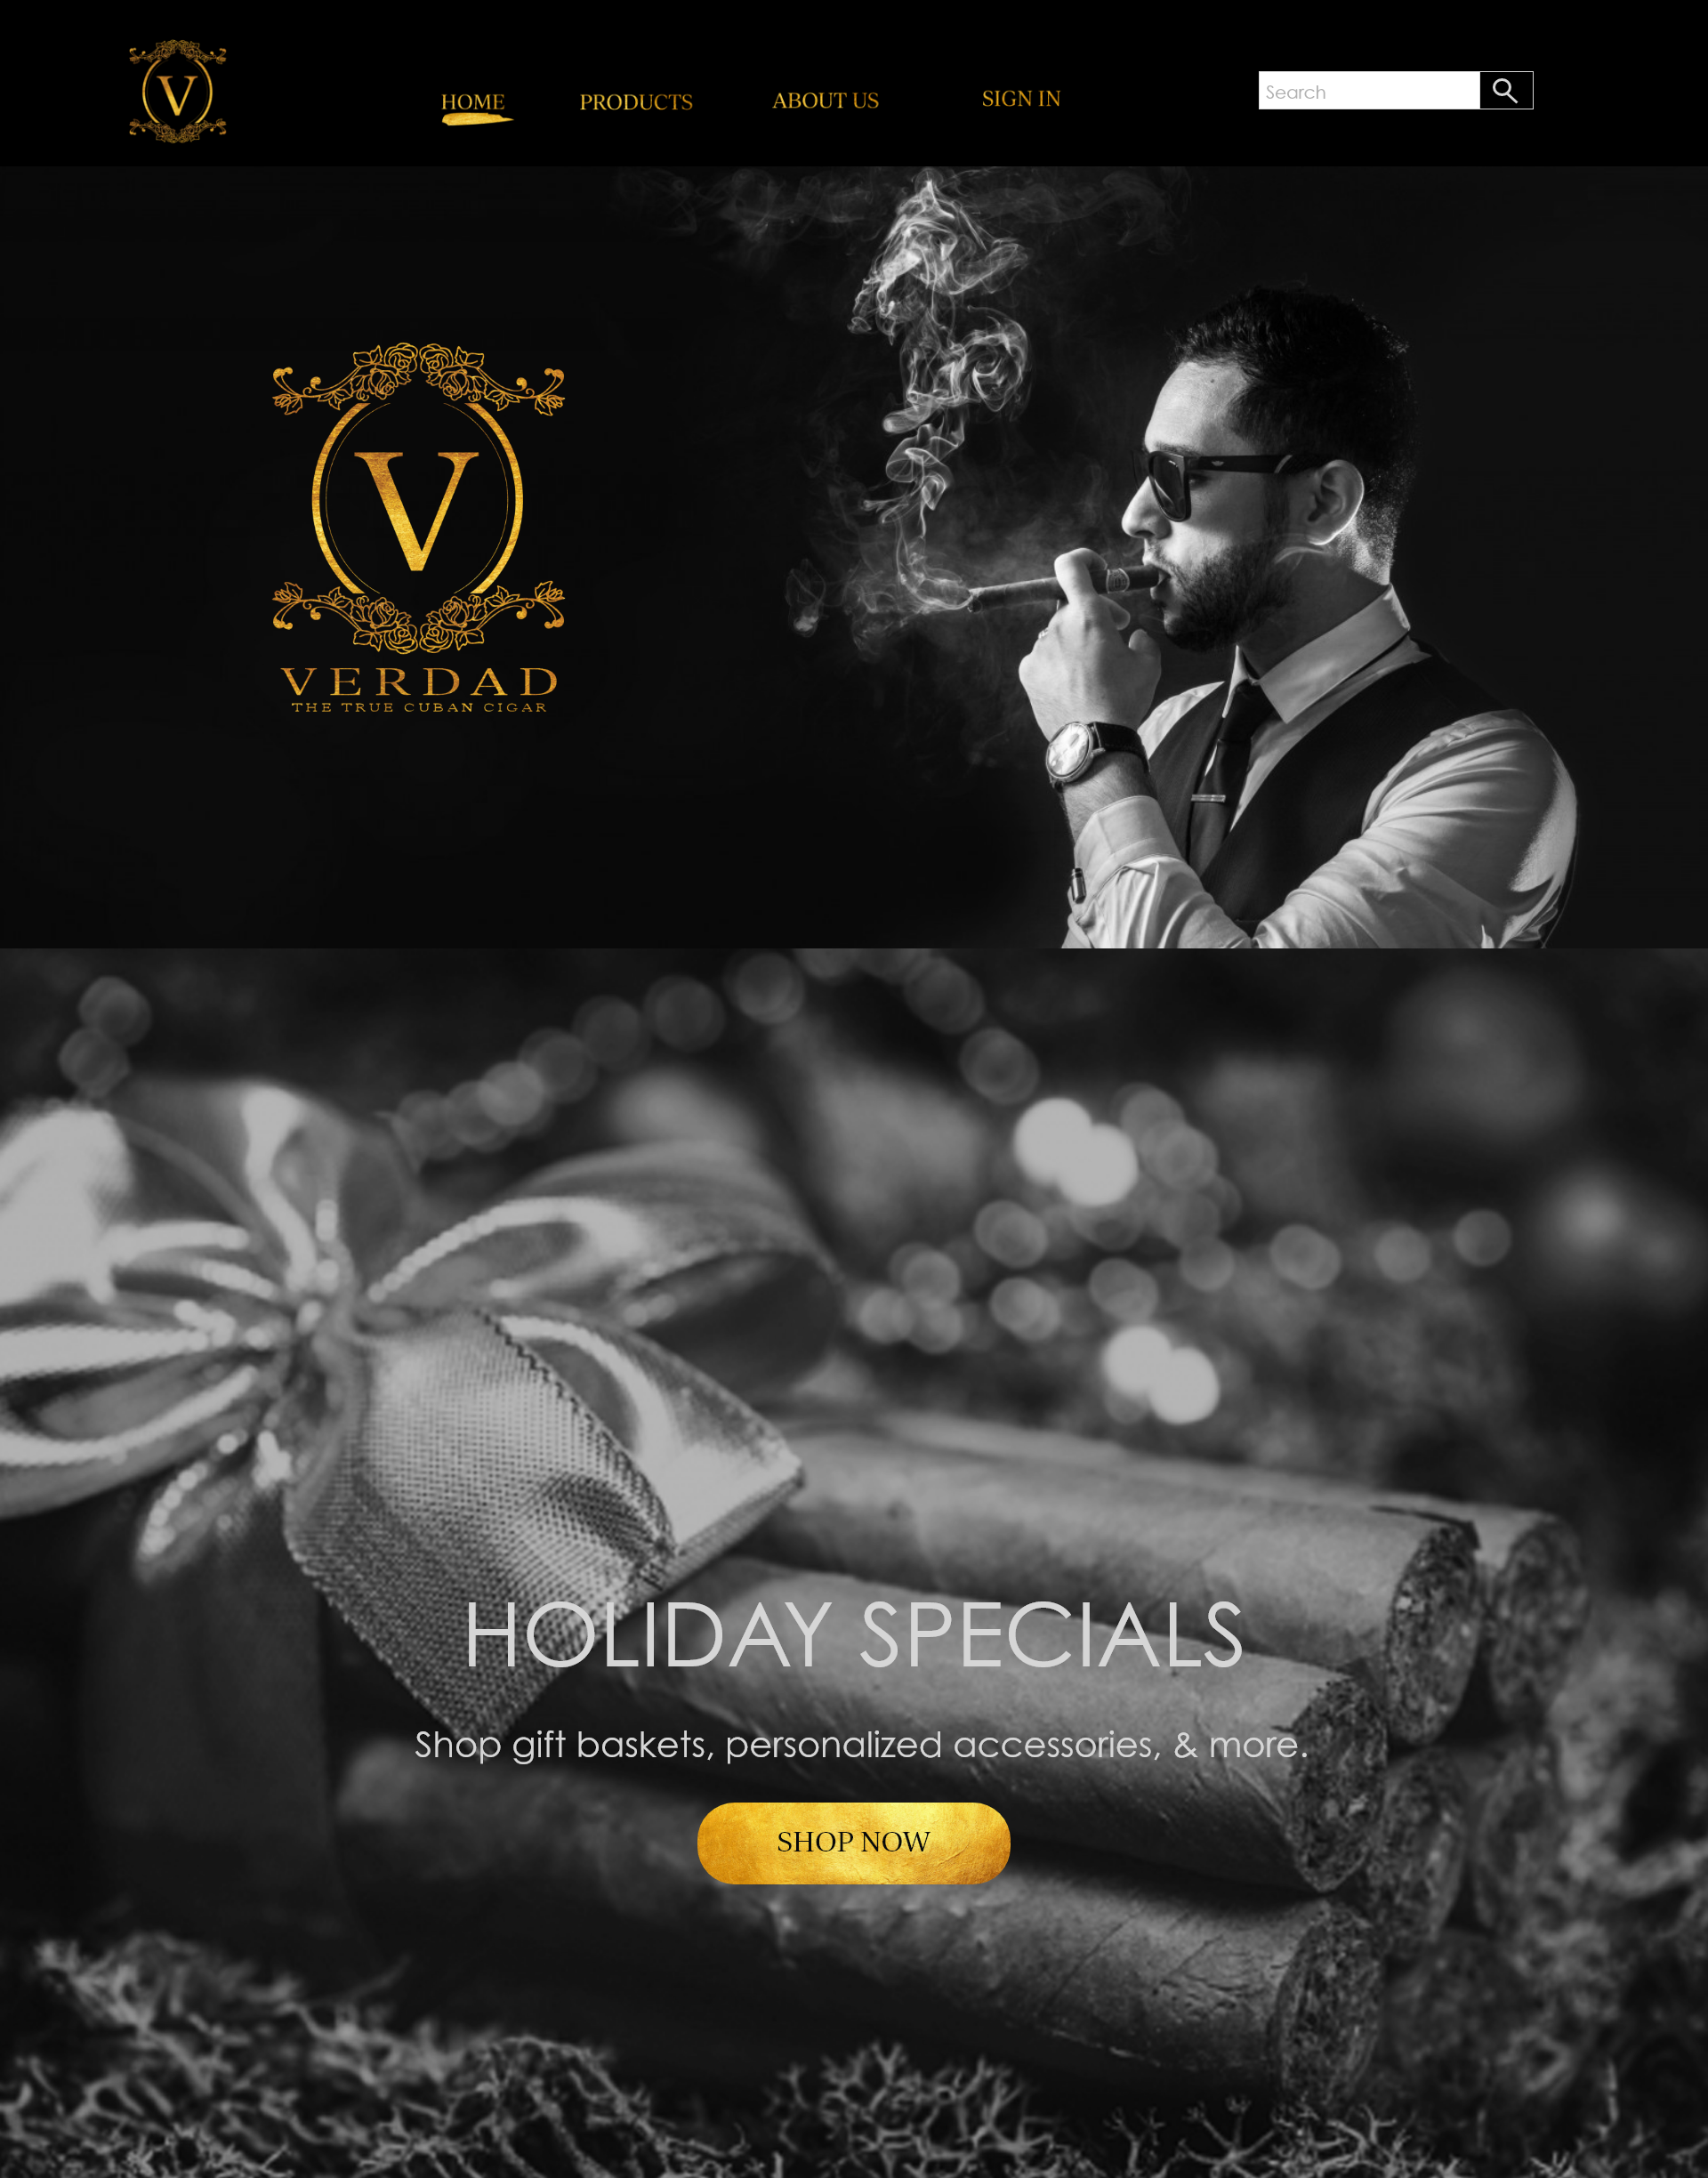 V
HOME PRODUCTS ABOUT US SIGN IN Search
V
VERDAD
THE TRUE CUBAN CIGAR
HOLIDAY SPECIALS
Shop gift baskets, personalized accessories, & more.
SHOP NOW